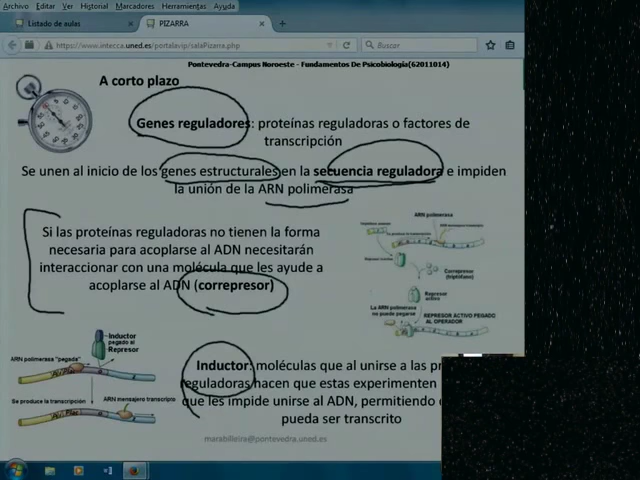 Archivo Editar Ver Historial Marcadores Herramientas Ayuda
Listado de aulas
PIZARRA
https://www.intecca.uned.es/portalavip/salaPizarra.php
Buscar
Pontevedra-Campus Noroeste - Fundamentos De Psicobiología(62011014)
A corto plazo
Genes reguladores: proteínas reguladoras o factores de
transcripción
Se unen al inicio de los genes estructurales en la secuencia reguladora e impiden
la unión de la ARN polimerasa
Si las proteínas reguladoras no tienen la forma
necesaria para acoplarse al ADN necesitarán
interaccionar con una molécula que les ayude a
acoplarse al ADN (correpresor)
ARN polimerasa
Correpresor
(triptófano)
Represor
activo
La ARN polimerasa
no puede pegarse
REPRESOR ACTIVO PEGADO
AL OPERADOR
Inductor
pegado al
Represor
ARN polimerasa "pegada"
Se produce la transcripción
ARN mensajero transcripto
Inductor: moléculas que al unirse a las
reguladoras hacen que estas experimenten
que les impide unirse al ADN, permitiendo
pueda ser transcrito
marabilleira@pontevedra.uned.es